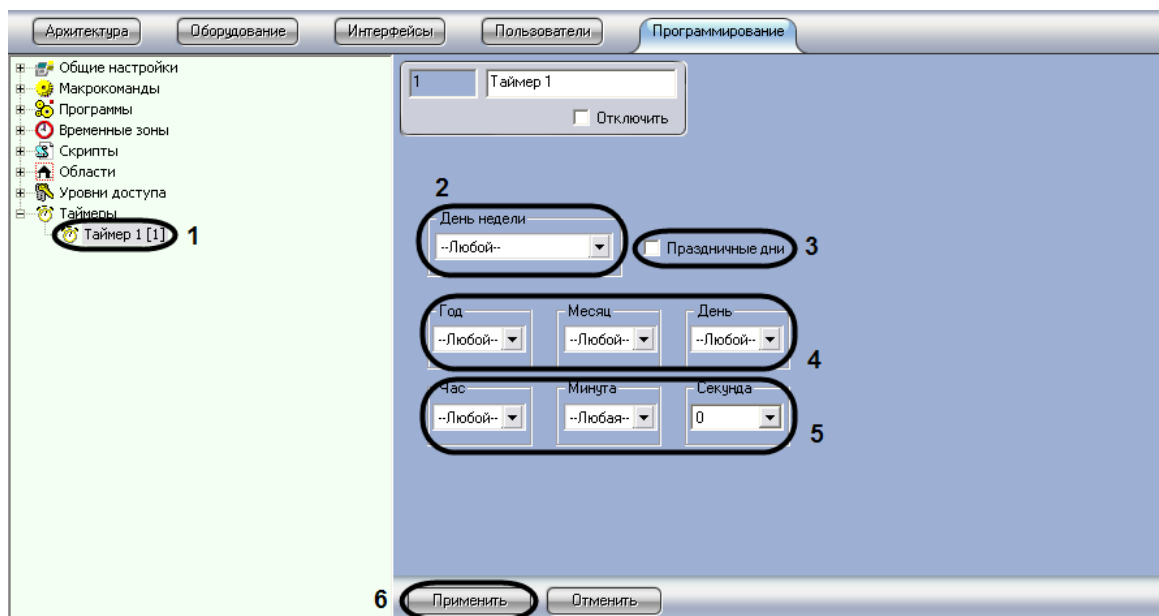 Архитектура Оборудование Интерфейсы Пользователи Программирование
Общие настройки
Макрокоманды
Программы
Временные зоны
Скрипты
Области
Уровни доступа
Таймеры
Таймер 1 [1] 1
1 Таймер 1
Отключить
2
День недели
--Любой--
Праздничные дни 3
Год Месяц День
--Любой-- --Любой-- --Любой--
4
Час Минута Секунда
--Любой-- --Любая-- 0
5
6 Применить Отменить